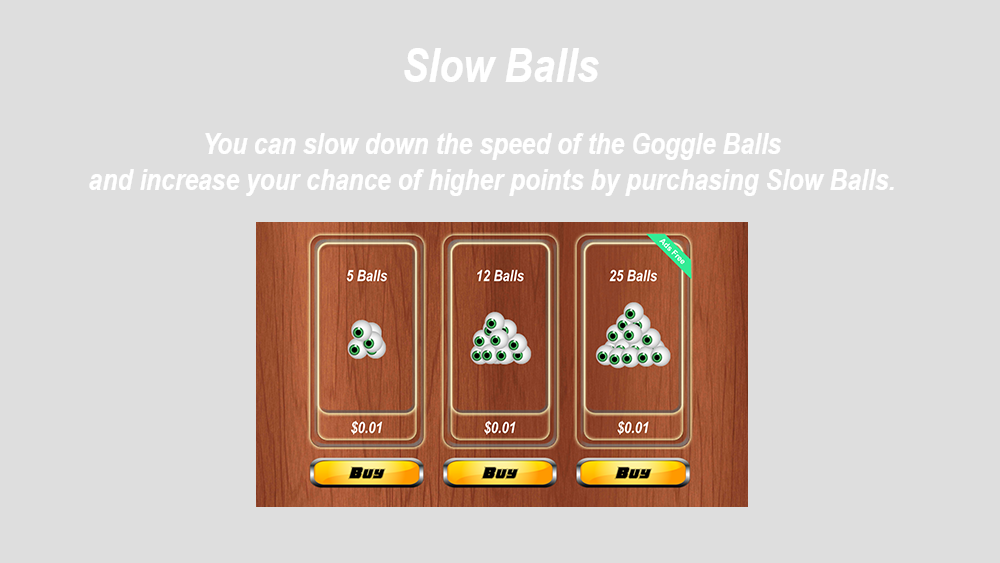 Slow Balls
You can slow down the speed of the Goggle Balls
and increase your chance of higher points by purchasing Slow Balls.
5 Balls
12 Balls
25 Balls
Ads Free
$0.01
$0.01
$0.01
Buy
Buy
Buy